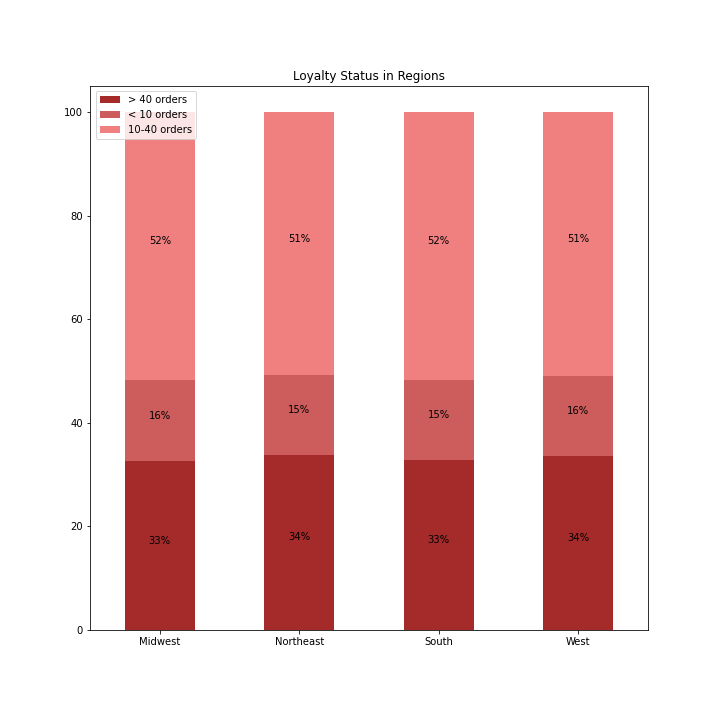 Loyalty Status in Regions
> 40 orders
< 10 orders
10-40 orders
100
80
60
40
20
0
52%
51%
52%
51%
16%
15%
15%
16%
33%
34%
33%
34%
Midwest
Northeast
South
West